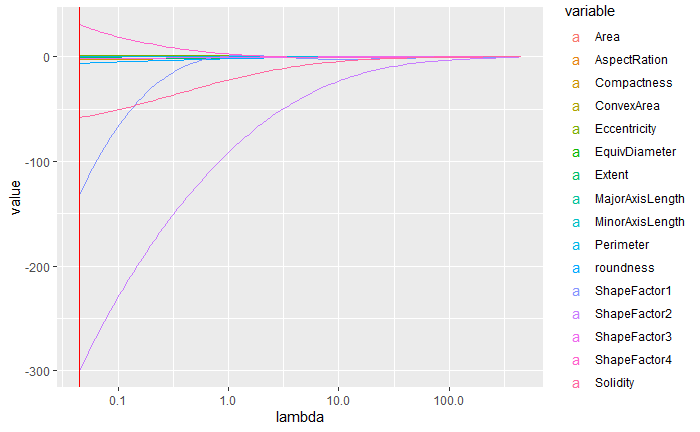 variable
a Area
a AspectRation
a Compactness
a ConvexArea
a Eccentricity
a EquivDiameter
a Extent
a MajorAxisLength
a MinorAxisLength
a Perimeter
a roundness
a ShapeFactor1
a ShapeFactor2
a ShapeFactor3
a ShapeFactor4
a Solidity
value
0
-100
-200
-300
0.1 1.0 10.0 100.0
lambda